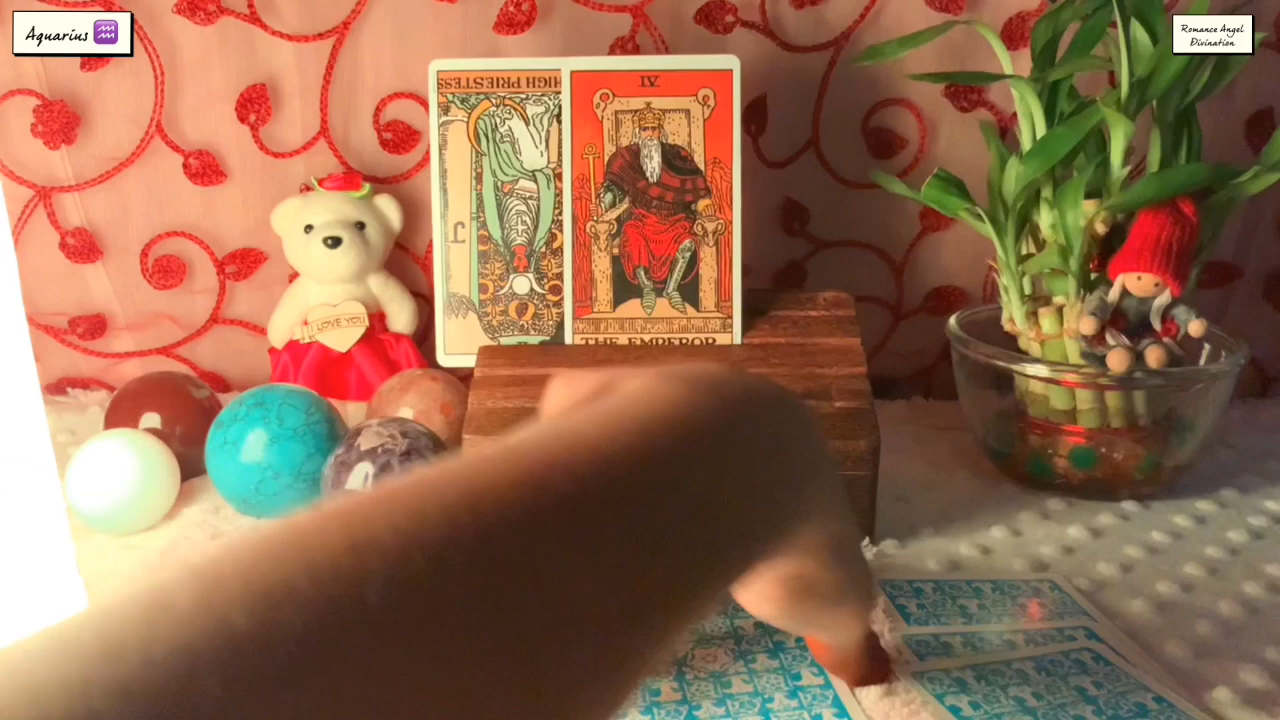 Aquarius ♒
Romance Angel
Divination
HIGH PRIESTESS
J
IV
THE EMPEROR
I LOVE YOU